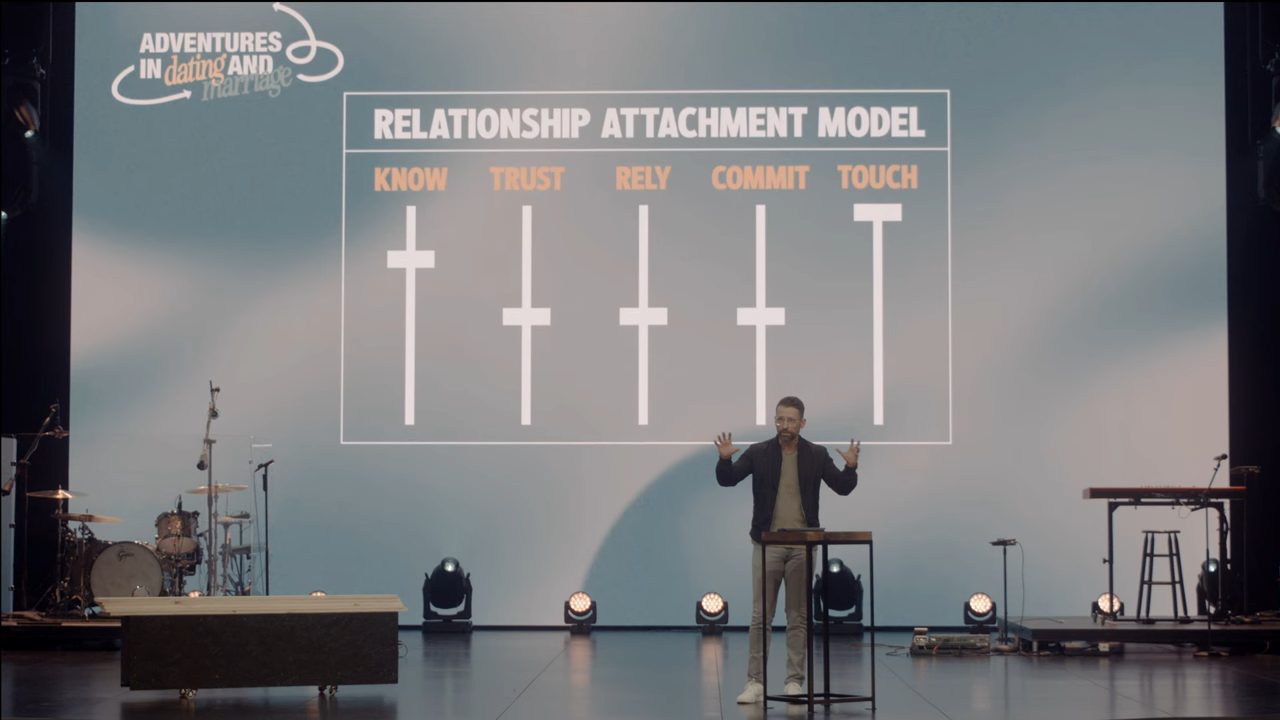 ADVENTURES
IN dating AND
marriage
RELATIONSHIP ATTACHMENT MODEL
KNOW TRUST RELY COMMIT TOUCH